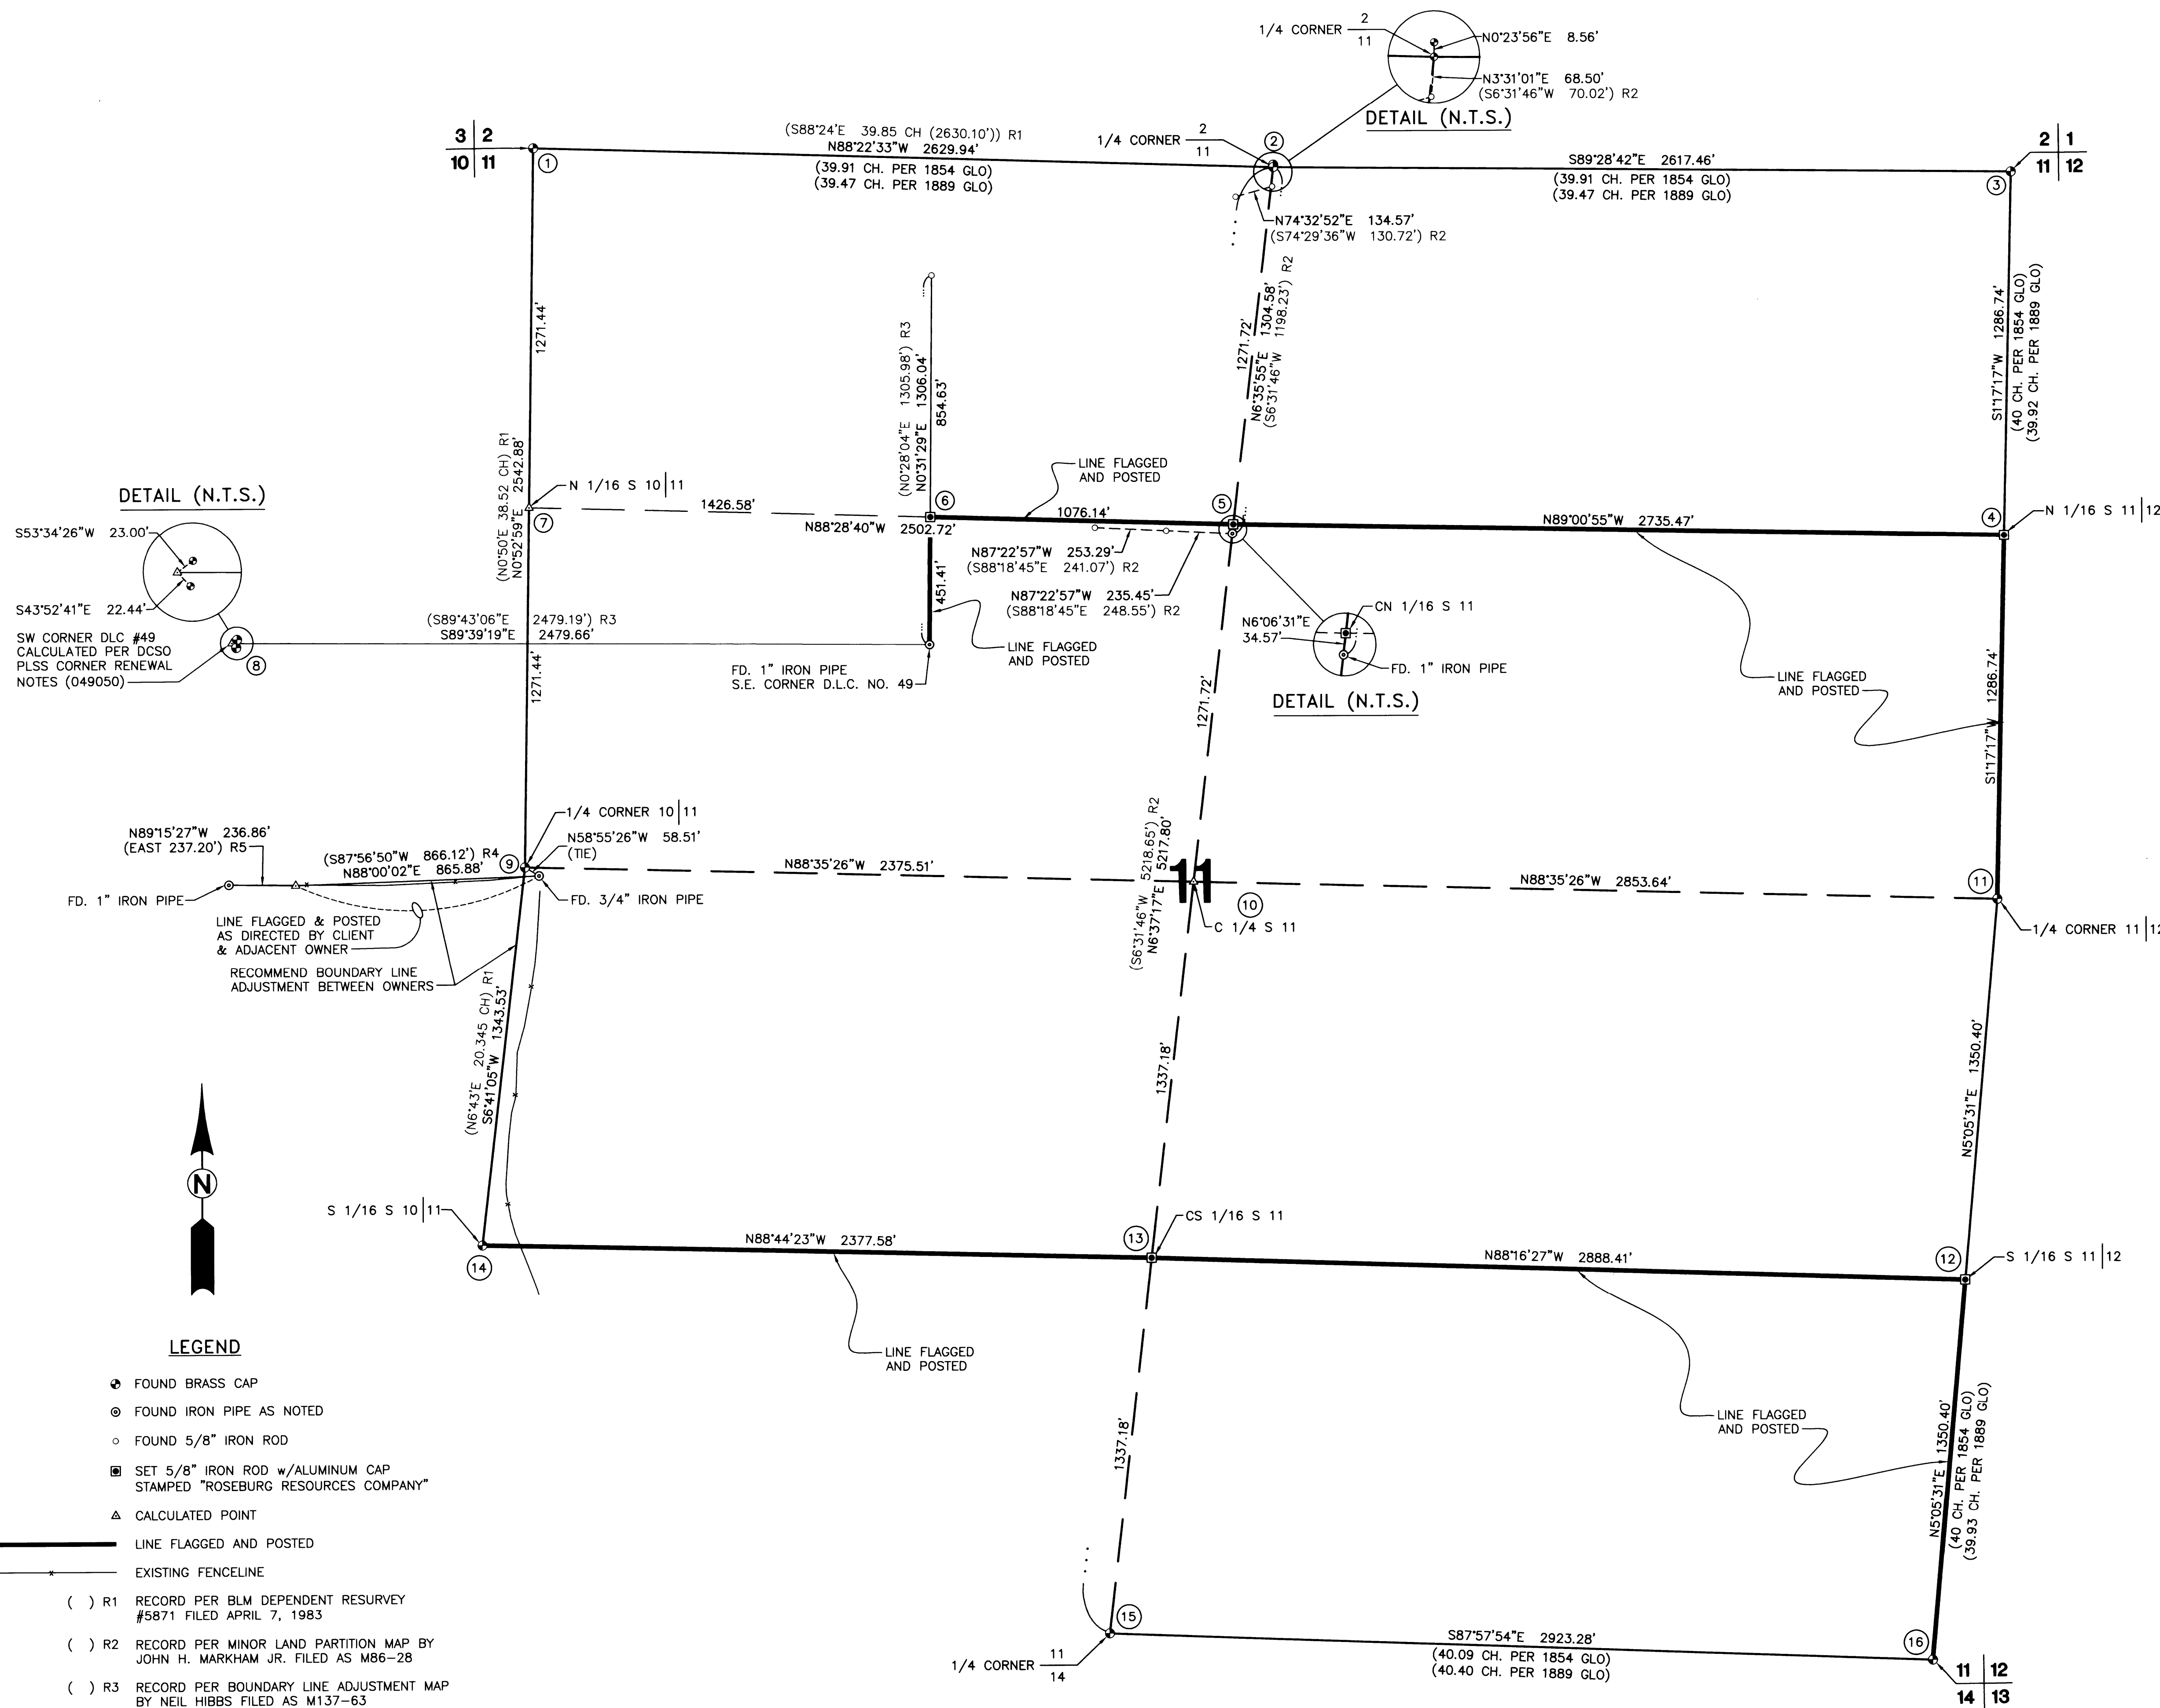 2
1/4 CORNER
11
N0°23'56"E 8.56'
N3°31'01"E 68.50'
(S6°31'46"W 70.02') R2
DETAIL (N.T.S.)
3 2
10 11
1
(S88°24'E 39.85 CH (2630.10')) R1
N88°22'33"W 2629.94'
(39.91 CH. PER 1854 GLO)
(39.47 CH. PER 1889 GLO)
2
1/4 CORNER
11
2
S89°28'42"E 2617.46'
(39.91 CH. PER 1854 GLO)
(39.47 CH. PER 1889 GLO)
2 1
11 12
3
N74°32'52"E 134.57'
(S74°29'36"W 130.72') R2
1271.44'
(N0°50'E 38.52 CH) R1
N0°52'59"E 2542.88'
(N0°28'04"E 1305.98') R3
N0°31'29"E 1306.04'
854.63'
1271.72'
N6°35'55"E 1304.58'
(S6°31'46"W 1198.23') R2
S1°17'17"W 1286.74'
(40 CH. PER 1854 GLO)
(39.92 CH. PER 1889 GLO)
DETAIL (N.T.S.)
S53°34'26"W 23.00'
S43°52'41"E 22.44'
SW CORNER DLC #49
CALCULATED PER DCSO
PLSS CORNER RENEWAL
NOTES (049050)
8
N 1/16 S 10|11
7
1426.58'
6
LINE FLAGGED
AND POSTED
1076.14'
N88°28'40"W 2502.72'
5
N89°00'55"W 2735.47'
4
N 1/16 S 11|12
N87°22'57"W 253.29'
(S88°18'45"E 241.07') R2
N87°22'57"W 235.45'
(S88°18'45"E 248.55') R2
451.41'
(S89°43'06"E 2479.19') R3
S89°39'19"E 2479.66'
LINE FLAGGED
AND POSTED
FD. 1" IRON PIPE
S.E. CORNER D.L.C. NO. 49
N6°06'31"E
34.57'
CN 1/16 S 11
FD. 1" IRON PIPE
DETAIL (N.T.S.)
LINE FLAGGED
AND POSTED
1271.44'
1271.72'
S1°17'17"W 1286.74'
1/4 CORNER 10|11
N58°55'26"W 58.51'
(TIE)
9
N89°15'27"W 236.86'
(EAST 237.20') R5
(S87°56'50"W 866.12') R4
N88°00'02"E 865.88'
FD. 1" IRON PIPE
FD. 3/4" IRON PIPE
LINE FLAGGED & POSTED
AS DIRECTED BY CLIENT
& ADJACENT OWNER
RECOMMEND BOUNDARY LINE
ADJUSTMENT BETWEEN OWNERS
N88°35'26"W 2375.51'
(S6°31'46"W 5218.65') R2
N6°37'17"E 5217.80'
11
10
C 1/4 S 11
N88°35'26"W 2853.64'
11
1/4 CORNER 11|12
(N6°43'E 20.345 CH) R1
S6°41'05"W 1343.53'
1337.18'
N5°05'31"E 1350.40'
N
S 1/16 S 10|11
14
N88°44'23"W 2377.58'
13
CS 1/16 S 11
N88°16'27"W 2888.41'
12
S 1/16 S 11|12
LINE FLAGGED
AND POSTED
LINE FLAGGED
AND POSTED
1337.18'
N5°05'31"E 1350.40'
(40 CH. PER 1854 GLO)
(39.93 CH. PER 1889 GLO)
15
11
1/4 CORNER
14
S87°57'54"E 2923.28'
(40.09 CH. PER 1854 GLO)
(40.40 CH. PER 1889 GLO)
16
11 12
14 13
LEGEND
FOUND BRASS CAP
FOUND IRON PIPE AS NOTED
FOUND 5/8" IRON ROD
SET 5/8" IRON ROD w/ALUMINUM CAP
STAMPED "ROSEBURG RESOURCES COMPANY"
CALCULATED POINT
LINE FLAGGED AND POSTED
EXISTING FENCELINE
( ) R1 RECORD PER BLM DEPENDENT RESURVEY
#5871 FILED APRIL 7, 1983
( ) R2 RECORD PER MINOR LAND PARTITION MAP BY
JOHN H. MARKHAM JR. FILED AS M86-28
( ) R3 RECORD PER BOUNDARY LINE ADJUSTMENT MAP
BY NEIL HIBBS FILED AS M137-63